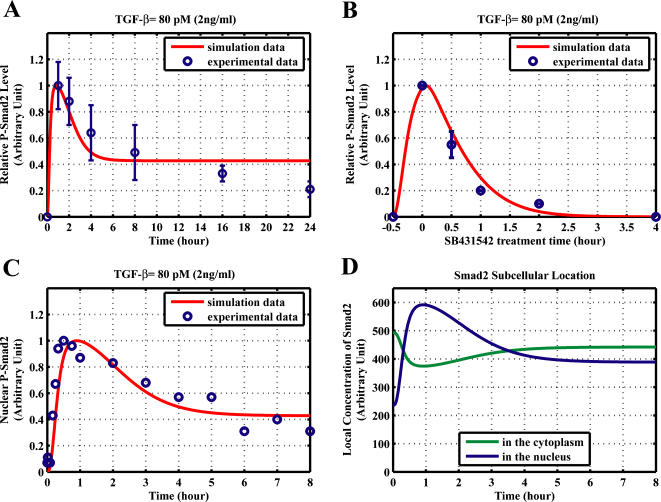 A
TGF-β= 80 pM (2ng/ml)
simulation data
experimental data
Relative P-Smad2 Level
(Arbitrary Unit)
1.2
1
0.8
0.6
0.4
0.2
0
0 2 4 6 8 10 12 14 16 18 20 22 24
Time (hour)
B
TGF-β= 80 pM (2ng/ml)
simulation data
experimental data
Relative P-Smad2 Level
(Arbitrary Unit)
1.2
1
0.8
0.6
0.4
0.2
0
-0.5 0 0.5 1 1.5 2 2.5 3 3.5 4
SB431542 treatment time (hour)
C
TGF-β= 80 pM (2ng/ml)
simulation data
experimental data
Nuclear P-Smad2
(Arbitrary Unit)
1.2
1
0.8
0.6
0.4
0.2
0
0 1 2 3 4 5 6 7 8
Time (hour)
D
Smad2 Subcellular Location
Local Concentration of Smad2
(Arbitrary Unit)
600
500
400
300
200
100
0
in the cytoplasm
in the nucleus
0 1 2 3 4 5 6 7 8
Time (hour)